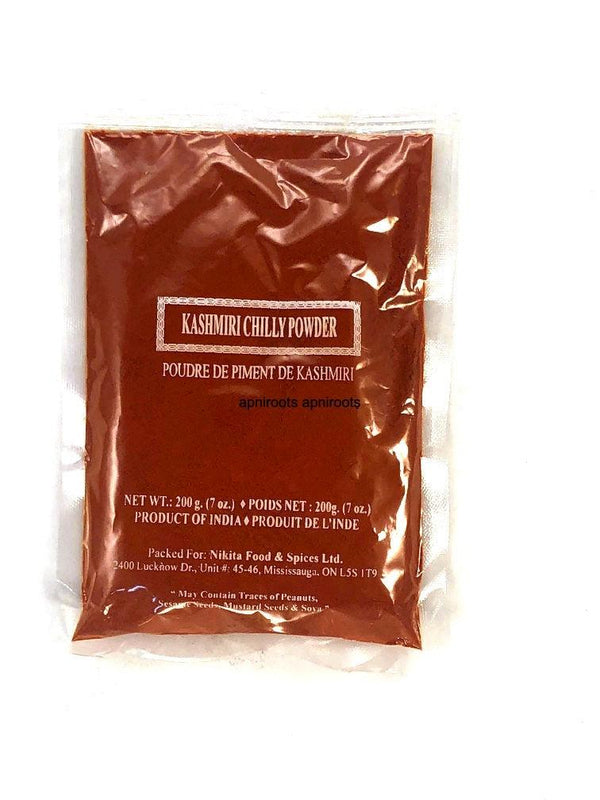 KASHMIRI CHILLY POWDER
POUDRE DE PIMENT DE KASHMIRI
apniroots apniroots
NET WT.: 200 g. (7 oz.) ♦ POIDS NET : 200g. (7 oz.)
PRODUCT OF INDIA ♦ PRODUIT DE L'INDE
Packed For: Nikita Food & Spices Ltd.
2400 Lucknow Dr., Unit #: 45-46, Mississauga, ON L5S 1T9
" May Contain Traces of Peanuts,
Sesame Seeds, Mustard Seeds & Soya "